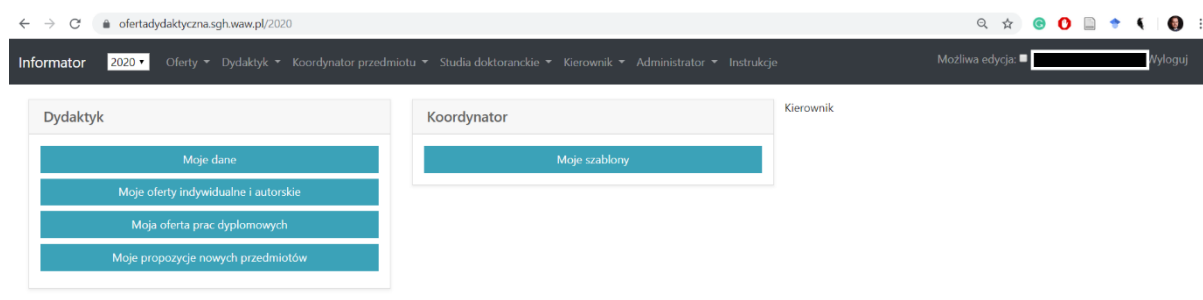 ofertadydaktyczna.sgh.waw.pl/2020
Informator 2020 Oferty Dydaktyk Koordynator przedmiotu Studia doktoranckie Kierownik Administrator Instrukcje Możliwa edycja: Wyloguj
Dydaktyk
Moje dane
Moje oferty indywidualne i autorskie
Moja oferta prac dyplomowych
Moje propozycje nowych przedmiotów
Koordynator
Moje szablony
Kierownik